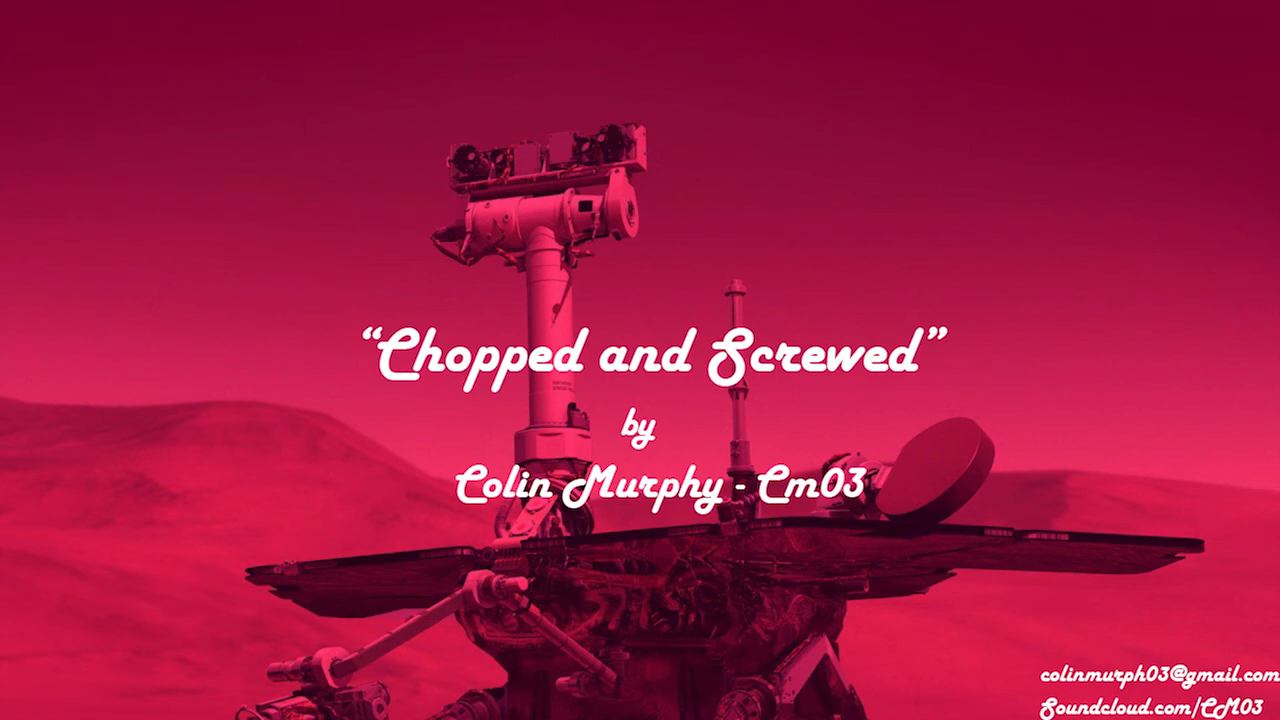 “Chopped and Screwed”
by
Colin Murphy - Cm03
colinmurph03@gmail.com
Soundcloud.com/CM03